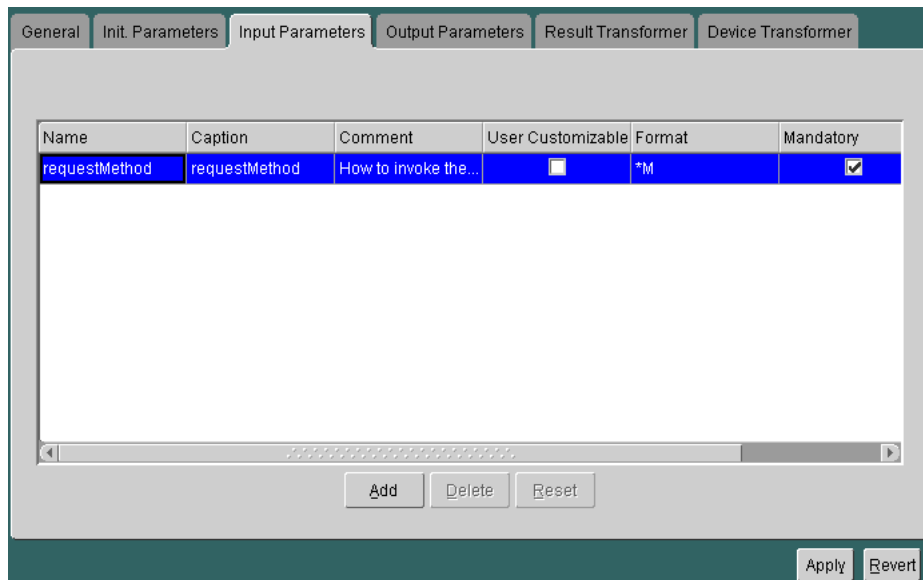 General Init. Parameters Input Parameters Output Parameters Result Transformer Device Transformer
Name Caption Comment User Customizable Format Mandatory
requestMethod requestMethod How to invoke the... *M
Add Delete Reset
Apply Revert